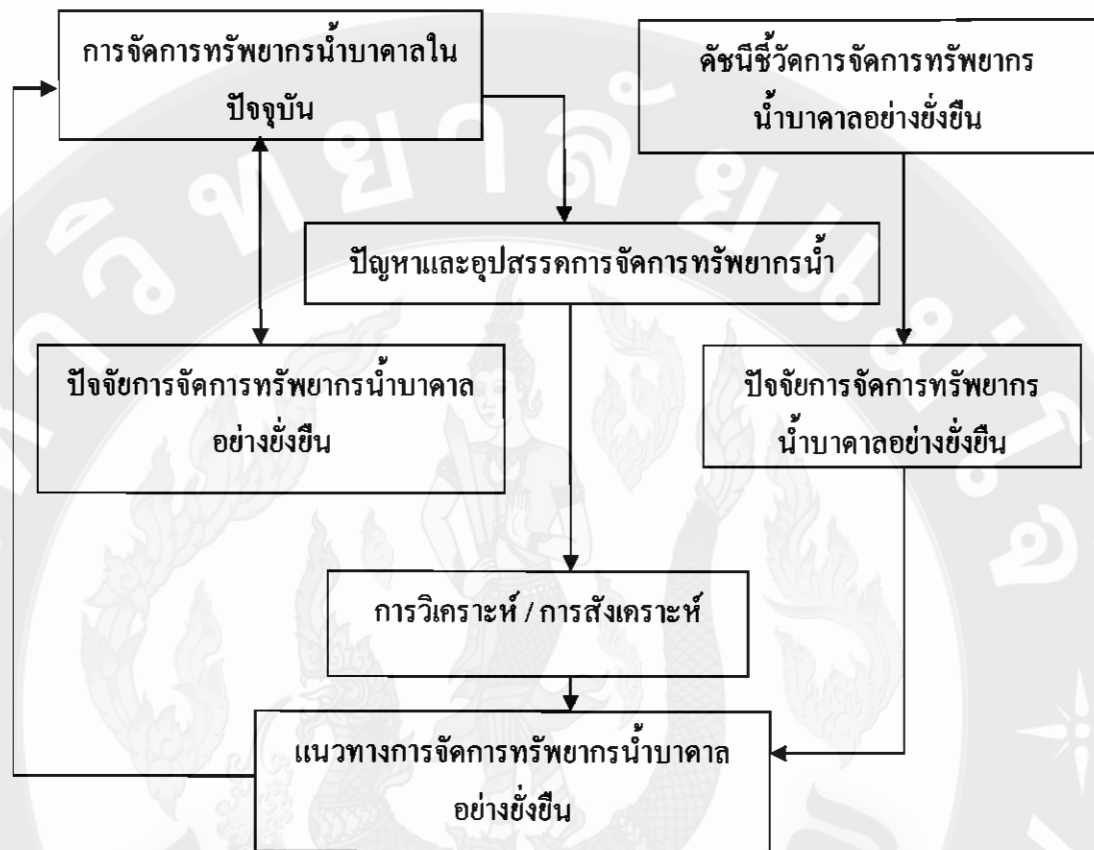 การจัดการทรัพยากรน้ำบาดาลใน
ปัจจุบัน
ดัชนีชี้วัดการจัดการทรัพยากร
น้ำบาดาลอย่างยั่งยืน
ปัญหาและอุปสรรคการจัดการทรัพยากรน้ำ
ปัจจัยการจัดการทรัพยากรน้ำบาดาล
อย่างยั่งยืน
ปัจจัยการจัดการทรัพยากร
น้ำบาดาลอย่างยั่งยืน
การวิเคราะห์ / การสังเคราะห์
แนวทางการจัดการทรัพยากรน้ำบาดาล
อย่างยั่งยืน